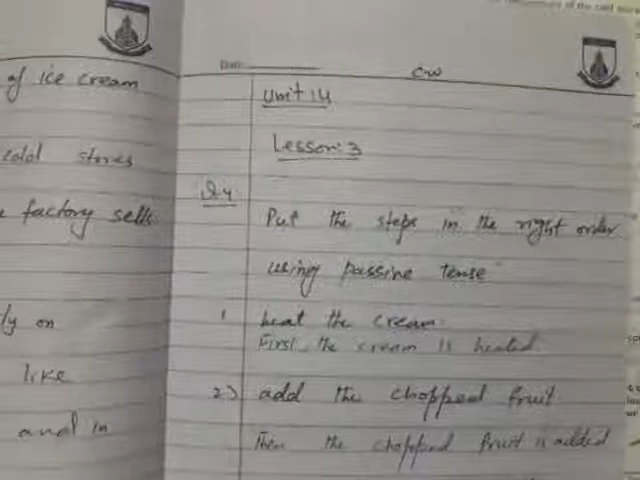 of ice cream
cold stores
factory sells
ly on
like
and in
Date:
CW
Unit 14
Lesson: 3
Q4
Put the steps in the right order
using passive tense
1 heat the cream.
First, the cream is heated.
2) add the chopped fruit
Then the chopped fruit is added